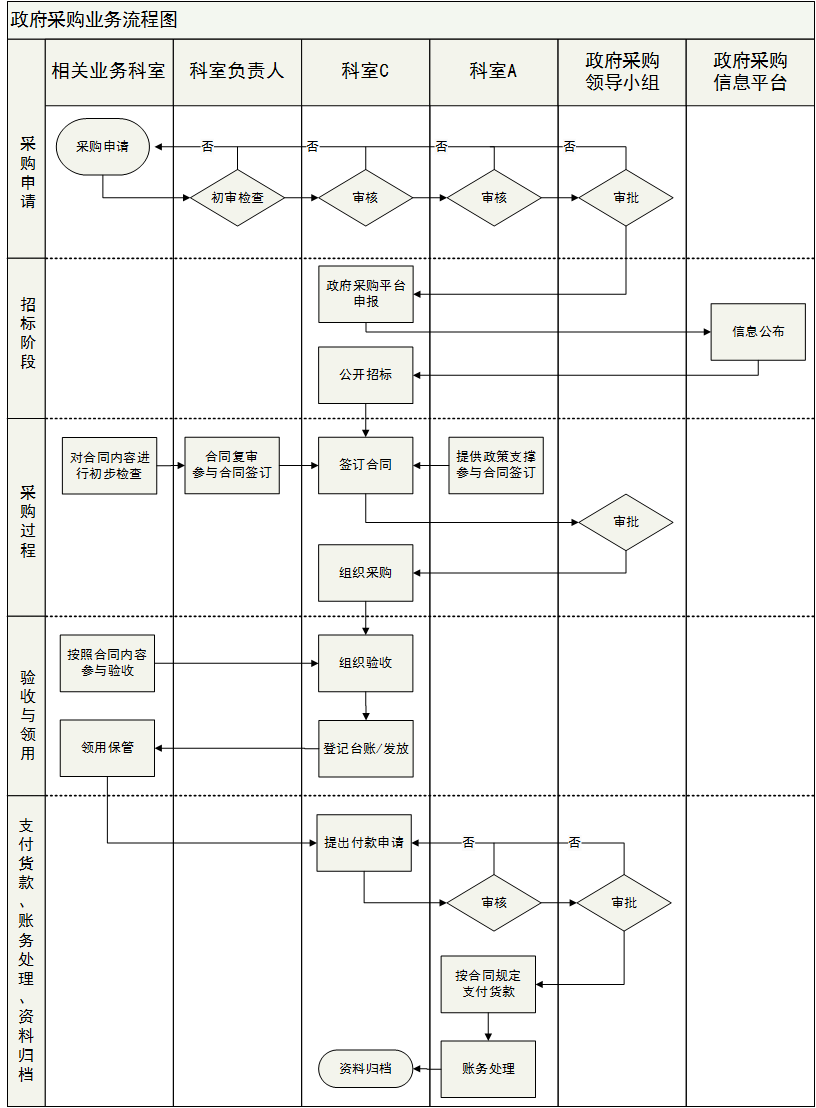 政府采购业务流程图
相关业务科室
科室负责人
科室C
科室A
政府采购
领导小组
政府采购
信息平台
采购申请
采购申请
否
否
否
否
初审检查
审核
审核
审批
招标阶段
政府采购平台
申报
信息公布
公开招标
采购过程
对合同内容进
行初步检查
合同复审
参与合同签订
签订合同
提供政策支撑
参与合同签订
审批
组织采购
验收与领用
按照合同内容
参与验收
组织验收
领用保管
登记台账/发放
支付货款、账务处理、资料归档
提出付款申请
否
否
审核
审批
按合同规定
支付货款
资料归档
账务处理